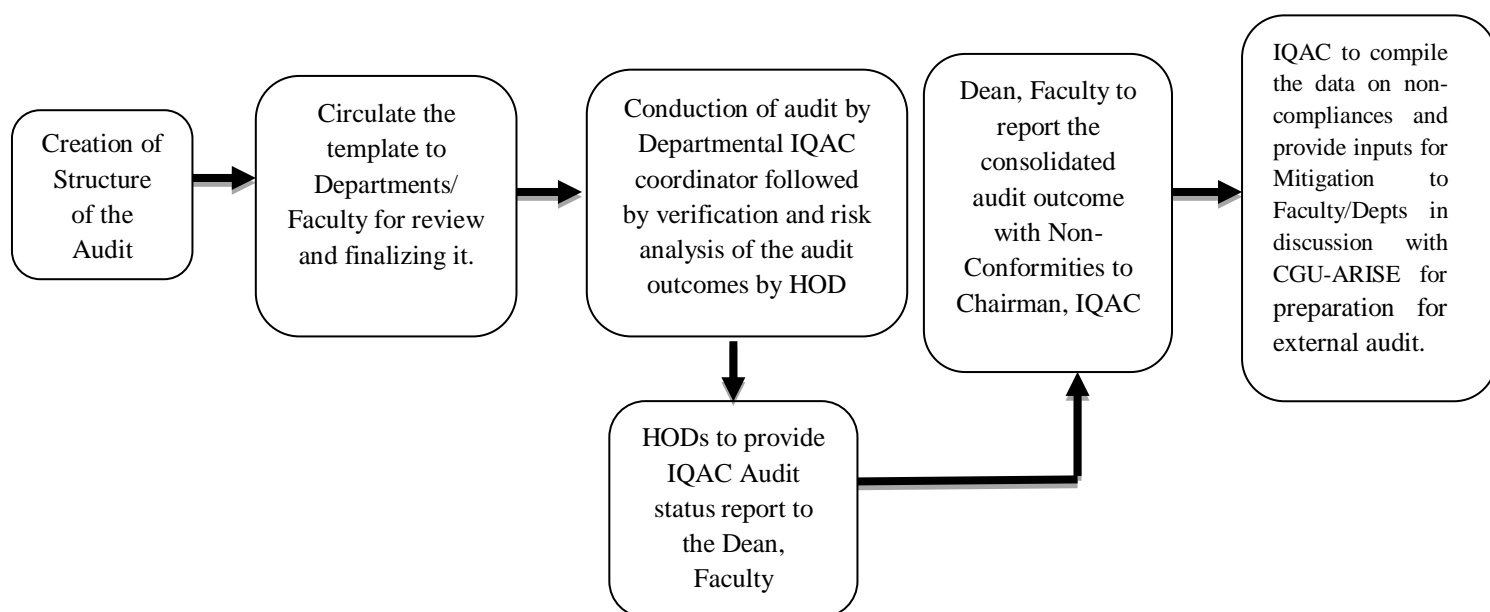 Creation of
Structure
of the
Audit
Circulate the
template to
Departments/
Faculty for review
and finalizing it.
Conduction of audit by
Departmental IQAC
coordinator followed
by verification and risk
analysis of the audit
outcomes by HOD
HODs to provide
IQAC Audit
status report to
the Dean,
Faculty
Dean, Faculty to
report the
consolidated
audit outcome
with Non-
Conformities to
Chairman, IQAC
IQAC to compile
the data on non-
compliances and
provide inputs for
Mitigation to
Faculty/Depts in
discussion with
CGU-ARISE for
preparation for
external audit.